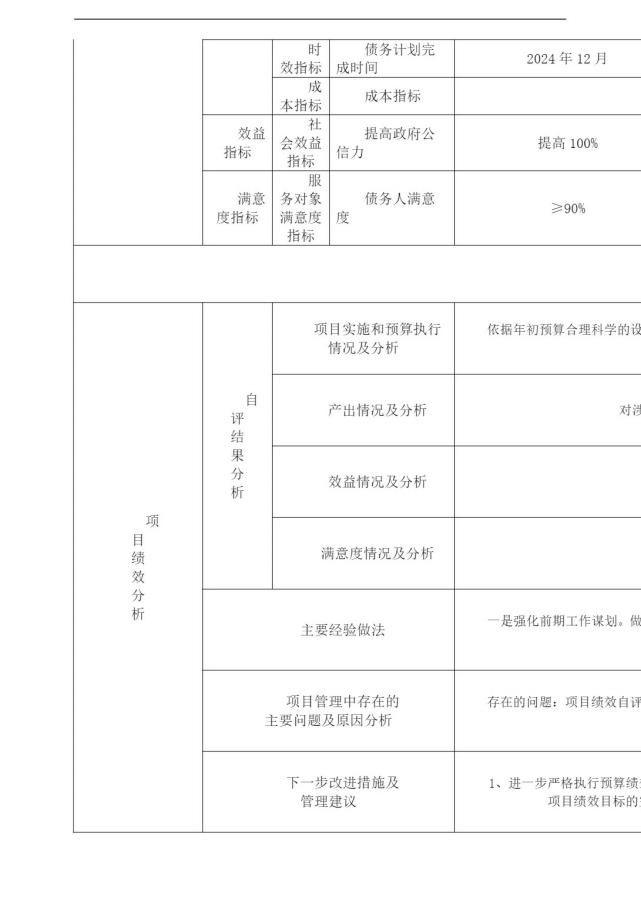 时
效指标
债务计划完
成时间
2024 年 12 月
成
本指标
成本指标
效益
指标
社
会效益
指标
提高政府公
信力
提高 100%
满意
度指标
服
务对象
满意度
指标
债务人满意
度
≥90%
项
目
绩
效
分
析
自
评
结
果
分
析
项目实施和预算执行
情况及分析
依据年初预算合理科学的设
产出情况及分析
对涉
效益情况及分析
满意度情况及分析
主要经验做法
一是强化前期工作谋划。做
项目管理中存在的
主要问题及原因分析
存在的问题：项目绩效自评
下一步改进措施及
管理建议
1、进一步严格执行预算绩
项目绩效目标的